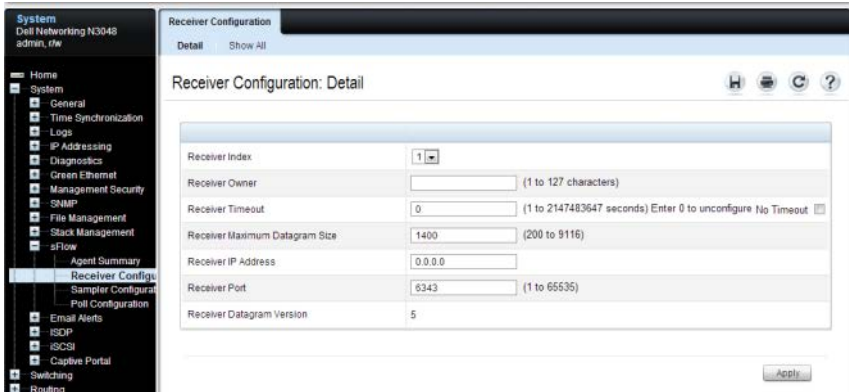 System
Dell Networking N3048
admin, r/w
Home
System
General
Time Synchronization
Logs
IP Addressing
Diagnostics
Green Ethernet
Management Security
SNMP
File Management
Stack Management
sFlow
Agent Summary
Receiver Configu
Sampler Configurat
Poll Configuration
Email Alerts
ISDP
iSCSI
Captive Portal
Switching
Routing
Receiver Configuration
Detail Show All
Receiver Configuration: Detail
?
Receiver Index 1
Receiver Owner (1 to 127 characters)
Receiver Timeout 0 (1 to 2147483647 seconds) Enter 0 to unconfigure No Timeout
Receiver Maximum Datagram Size 1400 (200 to 9116)
Receiver IP Address 0.0.0.0
Receiver Port 6343 (1 to 65535)
Receiver Datagram Version 5
Apply